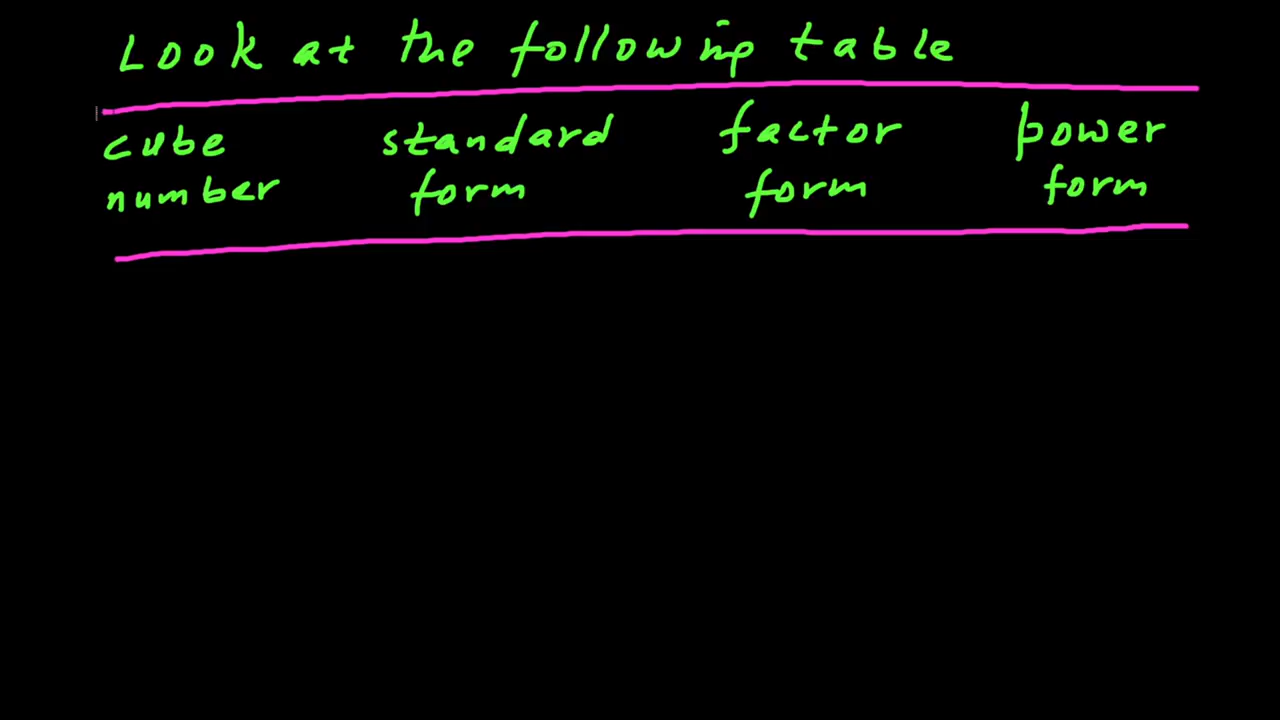 Look at the following table
cube standard factor power
number form form form